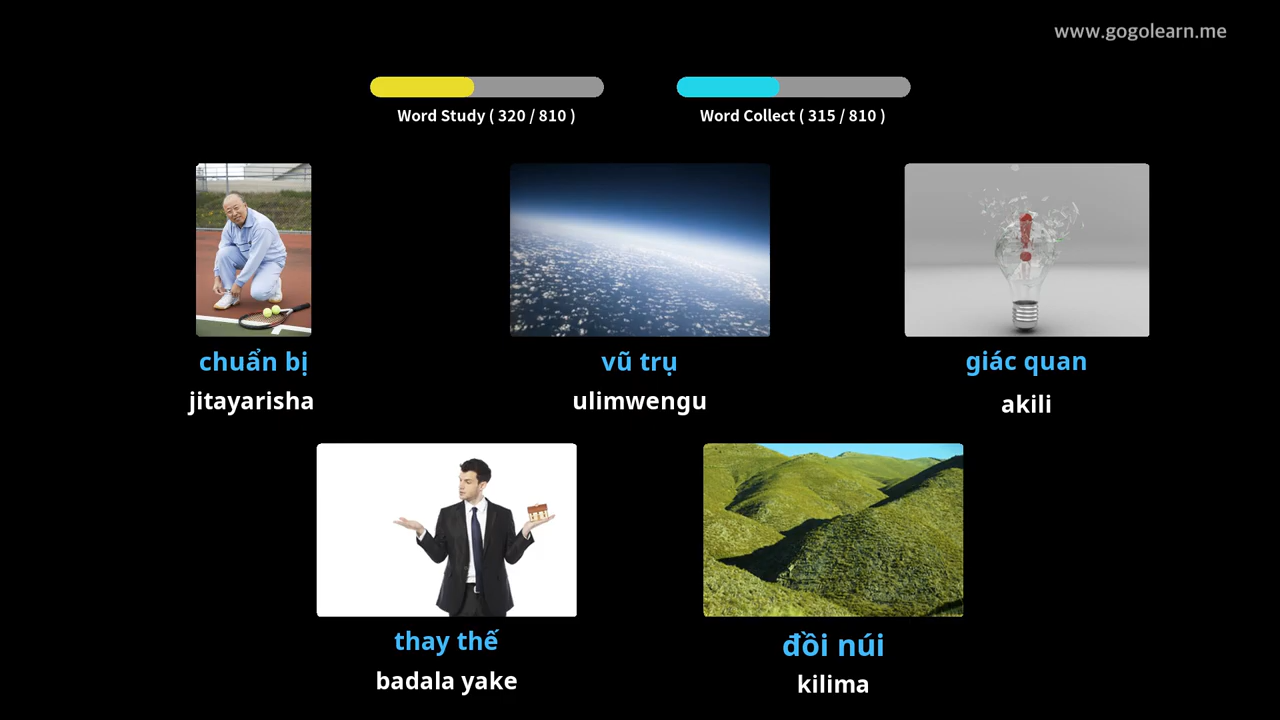 www.gogolearn.me
Word Study ( 320 / 810 )
Word Collect ( 315 / 810 )
chuẩn bị
jitayarisha
vũ trụ
ulimwengu
giác quan
akili
thay thế
badala yake
đồi núi
kilima